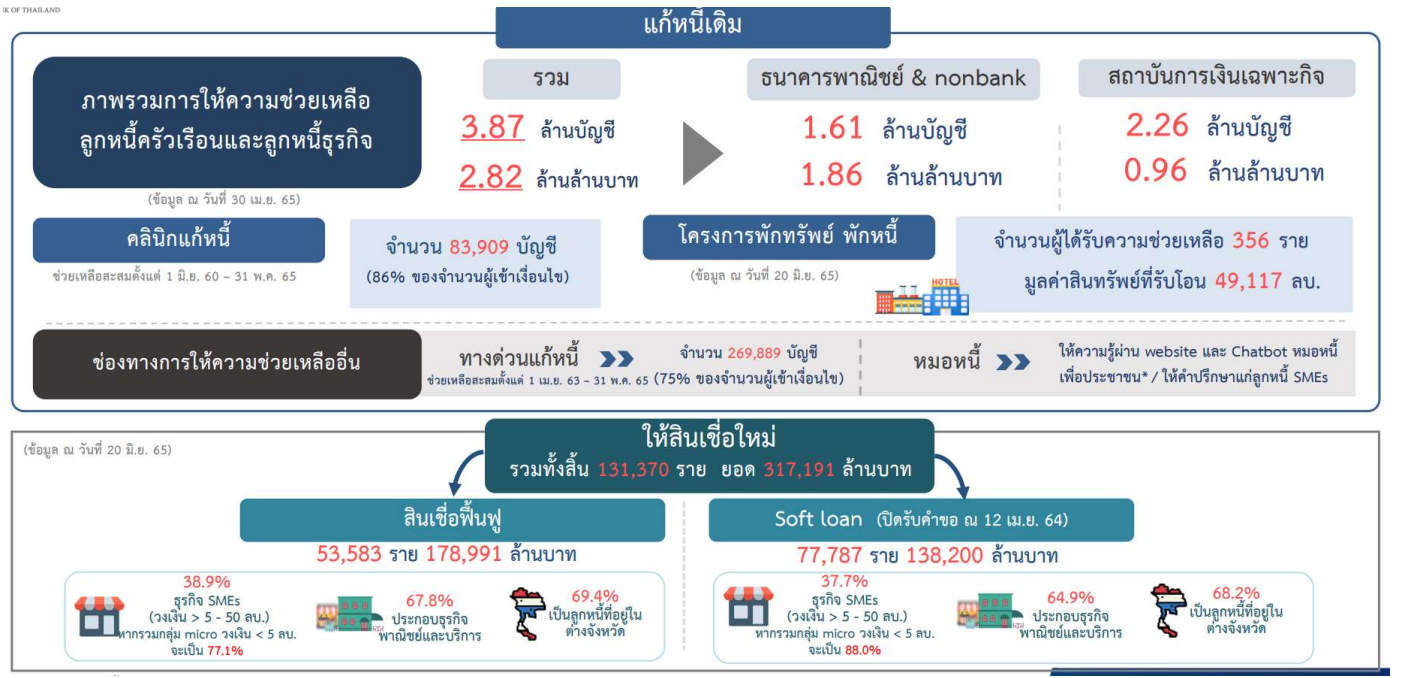 K OF THAILAND
แก้หนี้เดิม
ภาพรวมการให้ความช่วยเหลือ
ลูกหนี้ครัวเรือนและลูกหนี้ธุรกิจ
(ข้อมูล ณ วันที่ 30 เม.ย. 65)
รวม
3.87 ล้านบัญชี
2.82 ล้านล้านบาท
ธนาคารพาณิชย์ & nonbank
1.61 ล้านบัญชี
1.86 ล้านล้านบาท
สถาบันการเงินเฉพาะกิจ
2.26 ล้านบัญชี
0.96 ล้านล้านบาท
คลินิกแก้หนี้
ช่วยเหลือสะสมตั้งแต่ 1 มิ.ย. 60 – 31 พ.ค. 65
จำนวน 83,909 บัญชี
(86% ของจำนวนผู้เข้าเงื่อนไข)
โครงการพักทรัพย์ พักหนี้
(ข้อมูล ณ วันที่ 20 มิ.ย. 65)
HOTEL
จำนวนผู้ได้รับความช่วยเหลือ 356 ราย
มูลค่าสินทรัพย์ที่รับโอน 49,117 ลบ.
ช่องทางการให้ความช่วยเหลืออื่น
ทางด่วนแก้หนี้
ช่วยเหลือสะสมตั้งแต่ 1 เม.ย. 63 – 31 พ.ค. 65
จำนวน 269,889 บัญชี
(75% ของจำนวนผู้เข้าเงื่อนไข)
หมอหนี้
ให้ความรู้ผ่าน website และ Chatbot หมอหนี้
เพื่อประชาชน* / ให้คำปรึกษาแก่ลูกหนี้ SMEs
(ข้อมูล ณ วันที่ 20 มิ.ย. 65)
ให้สินเชื่อใหม่
รวมทั้งสิ้น 131,370 ราย ยอด 317,191 ล้านบาท
สินเชื่อฟื้นฟู
53,583 ราย 178,991 ล้านบาท
38.9%
ธุรกิจ SMEs
(วงเงิน > 5 - 50 ลบ.)
หากรวมกลุ่ม micro วงเงิน < 5 ลบ.
จะเป็น 77.1%
67.8%
ประกอบธุรกิจ
พาณิชย์และบริการ
69.4%
เป็นลูกหนี้ที่อยู่ใน
ต่างจังหวัด
Soft loan (ปิดรับคำขอ ณ 12 เม.ย. 64)
77,787 ราย 138,200 ล้านบาท
37.7%
ธุรกิจ SMEs
(วงเงิน > 5 - 50 ลบ.)
หากรวมกลุ่ม micro วงเงิน < 5 ลบ.
จะเป็น 88.0%
64.9%
ประกอบธุรกิจ
พาณิชย์และบริการ
68.2%
เป็นลูกหนี้ที่อยู่ใน
ต่างจังหวัด